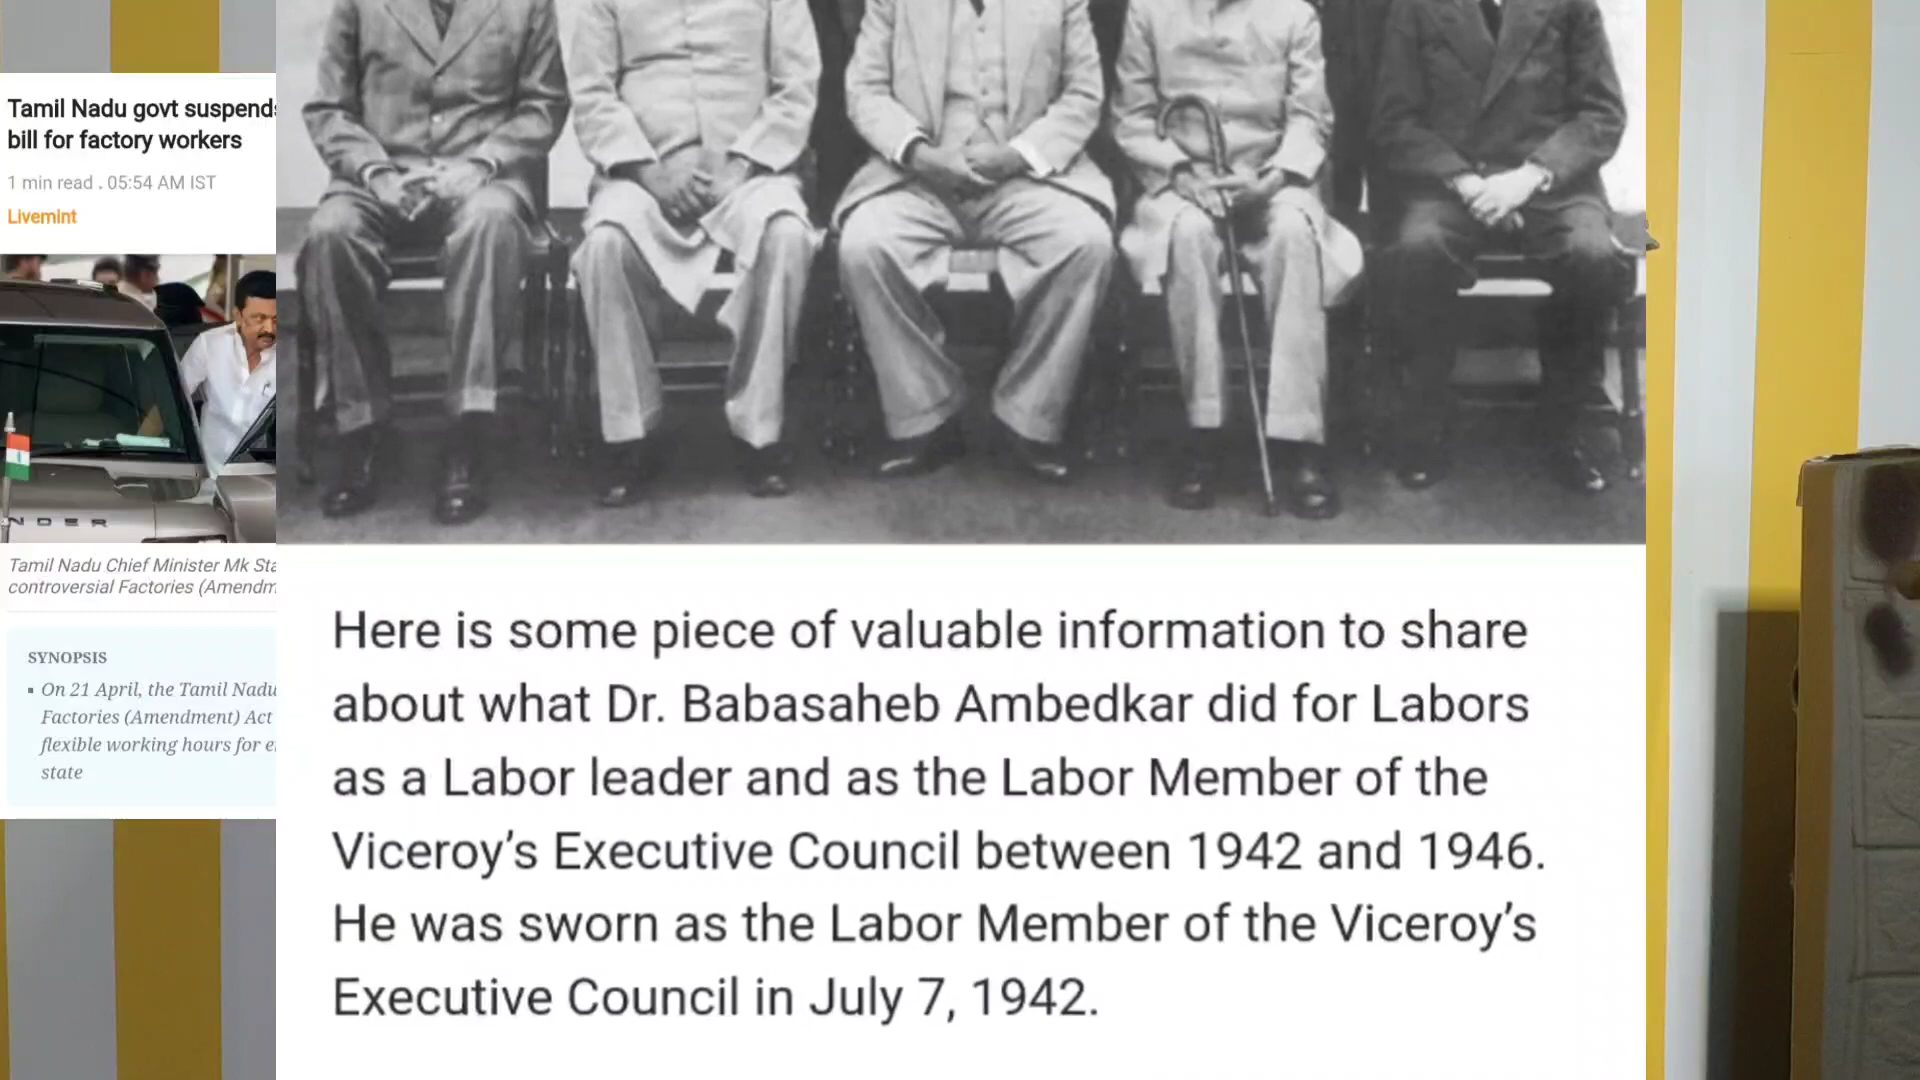 Tamil Nadu govt suspends
bill for factory workers
1 min read . 05:54 AM IST
Livemint
NDER
Tamil Nadu Chief Minister Mk Sta
controversial Factories (Amendm
SYNOPSIS
On 21 April, the Tamil Nadu
Factories (Amendment) Act
flexible working hours for e
state
Here is some piece of valuable information to share
about what Dr. Babasaheb Ambedkar did for Labors
as a Labor leader and as the Labor Member of the
Viceroy’s Executive Council between 1942 and 1946.
He was sworn as the Labor Member of the Viceroy’s
Executive Council in July 7, 1942.